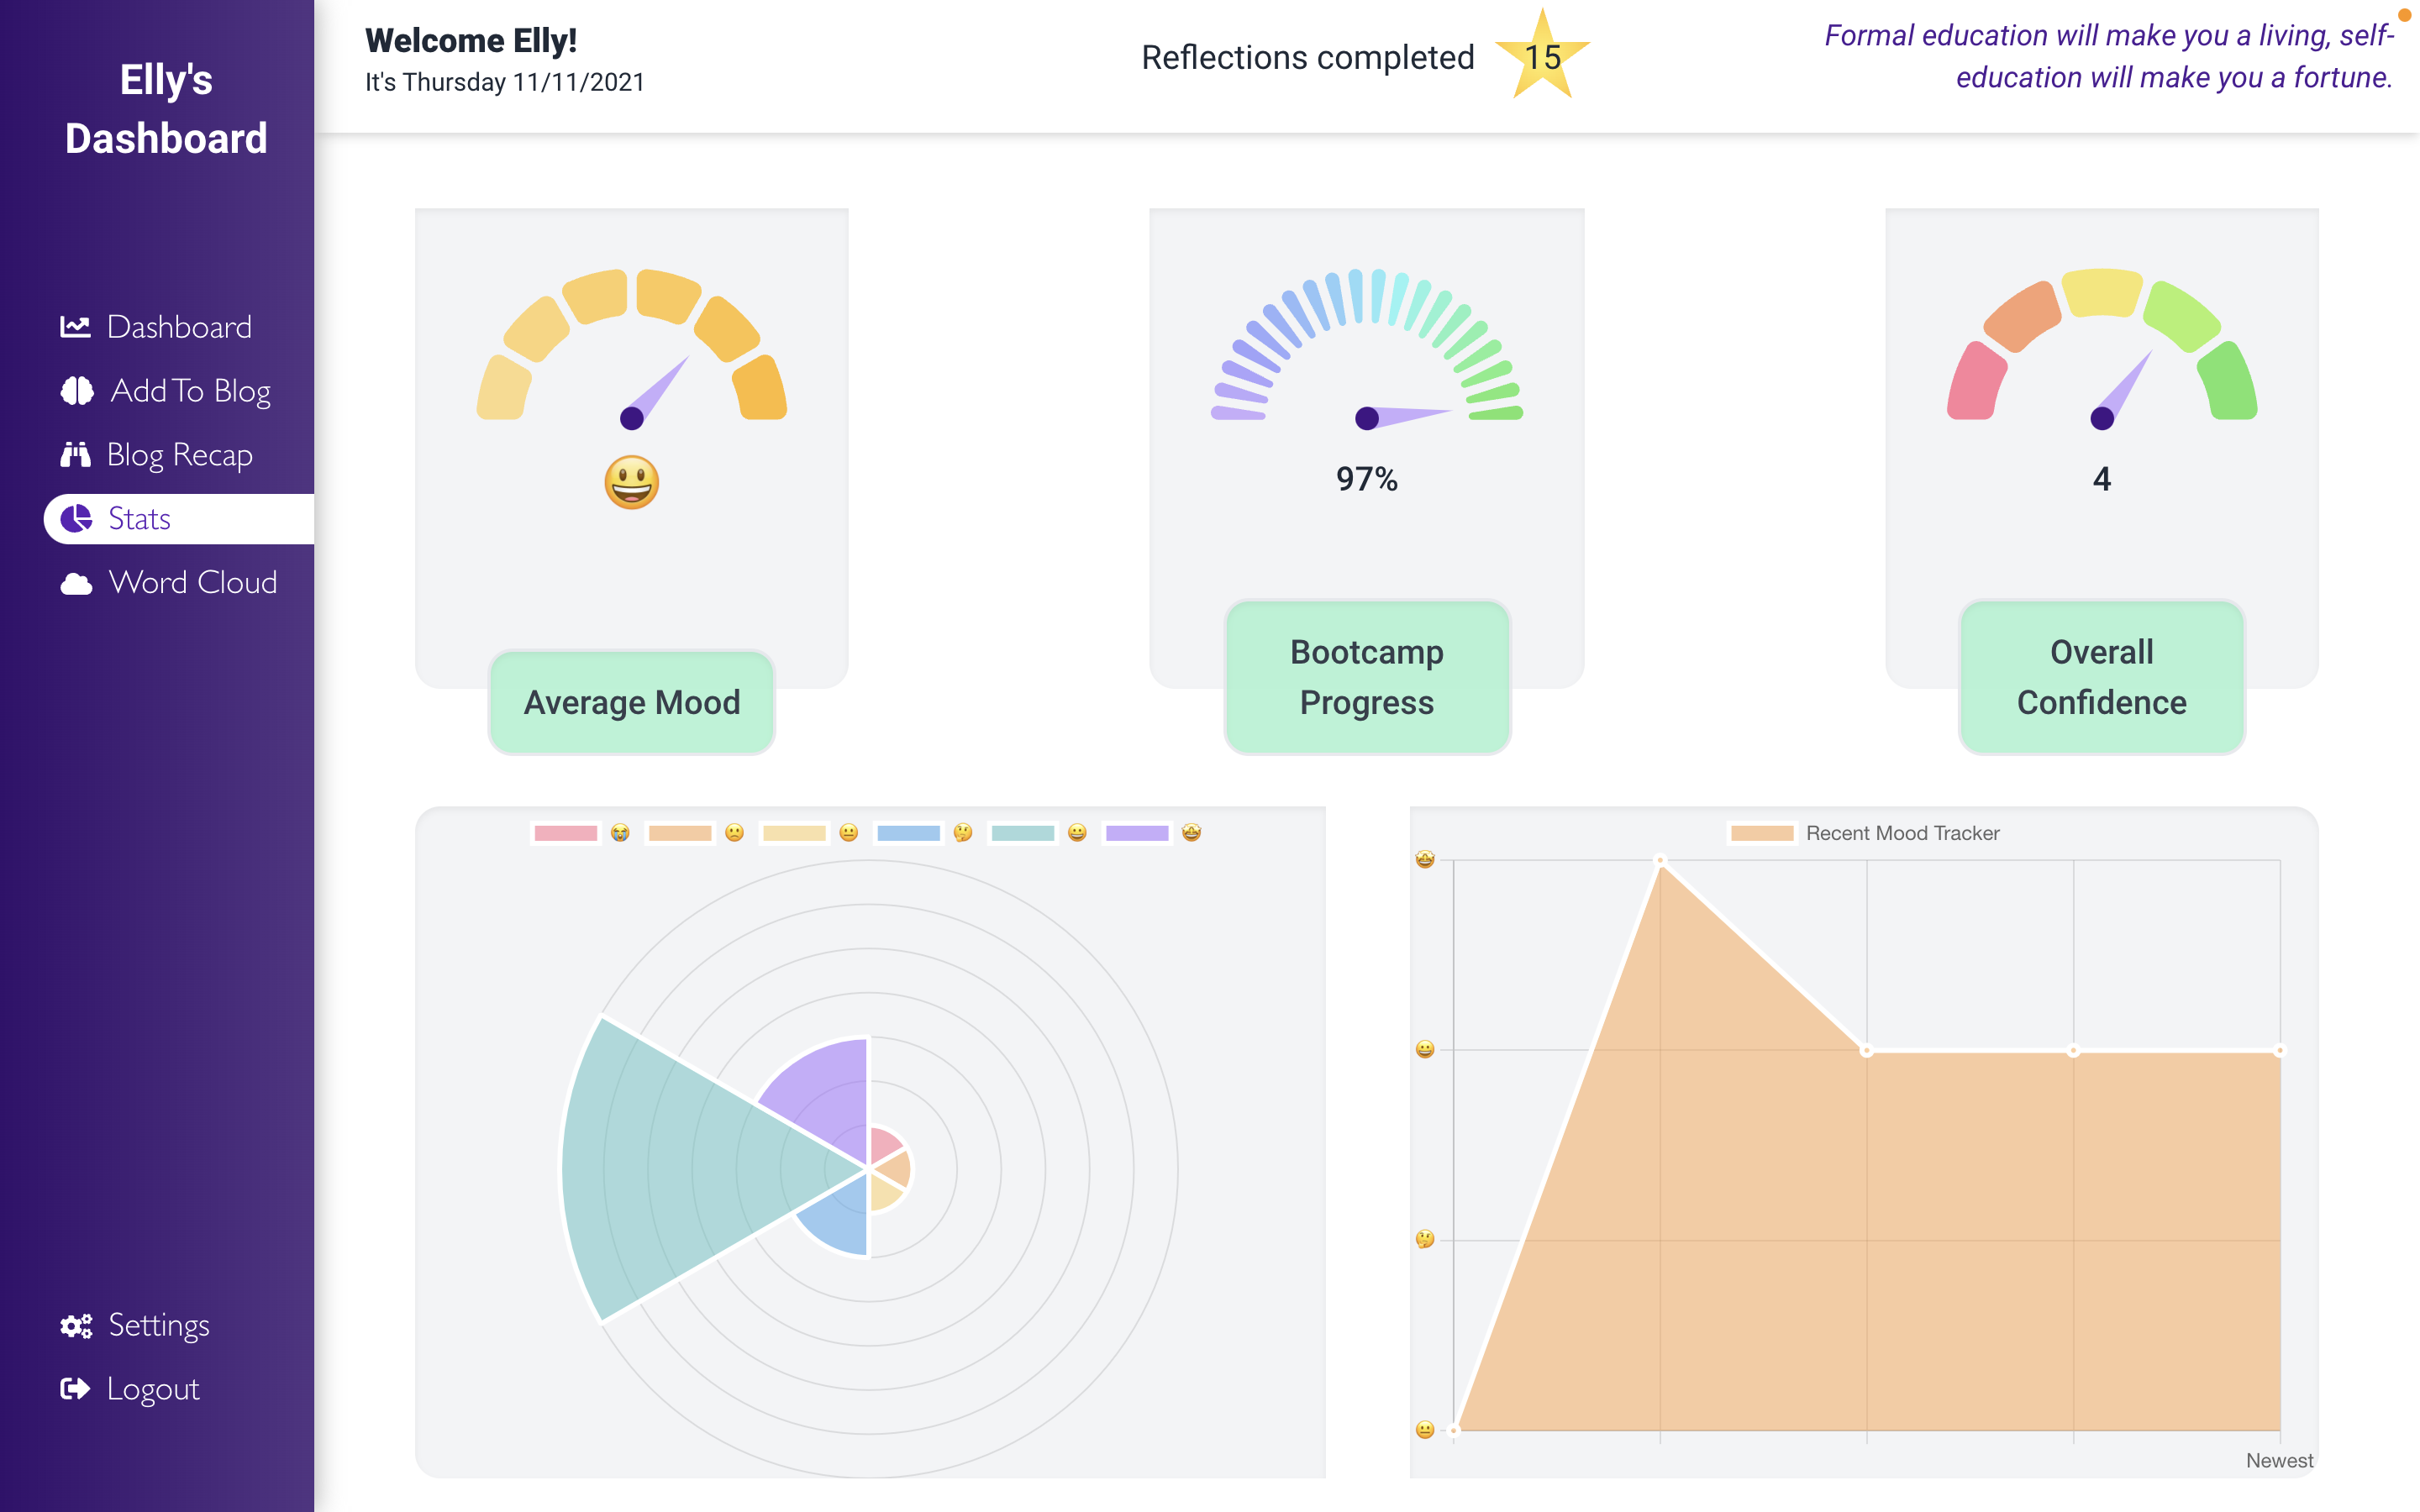 Elly's
Dashboard
Dashboard
Add To Blog
Blog Recap
Stats
Word Cloud
Settings
Logout
Welcome Elly!
It's Thursday 11/11/2021
Reflections completed
15
Formal education will make you a living, self-
education will make you a fortune.
97%
4
Average Mood
Bootcamp
Progress
Overall
Confidence
Recent Mood Tracker
Newest